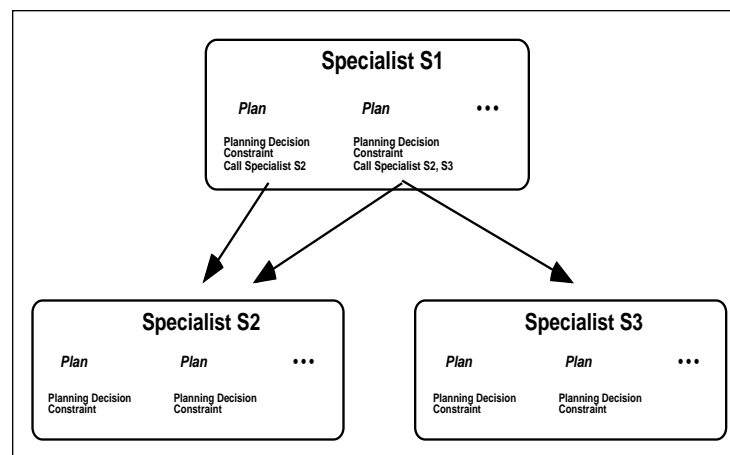 Specialist S1
Plan Plan •••
Planning Decision Planning Decision
Constraint Constraint
Call Specialist S2 Call Specialist S2, S3
Specialist S2
Plan Plan •••
Planning Decision Planning Decision
Constraint Constraint
Specialist S3
Plan Plan •••
Planning Decision Planning Decision
Constraint Constraint